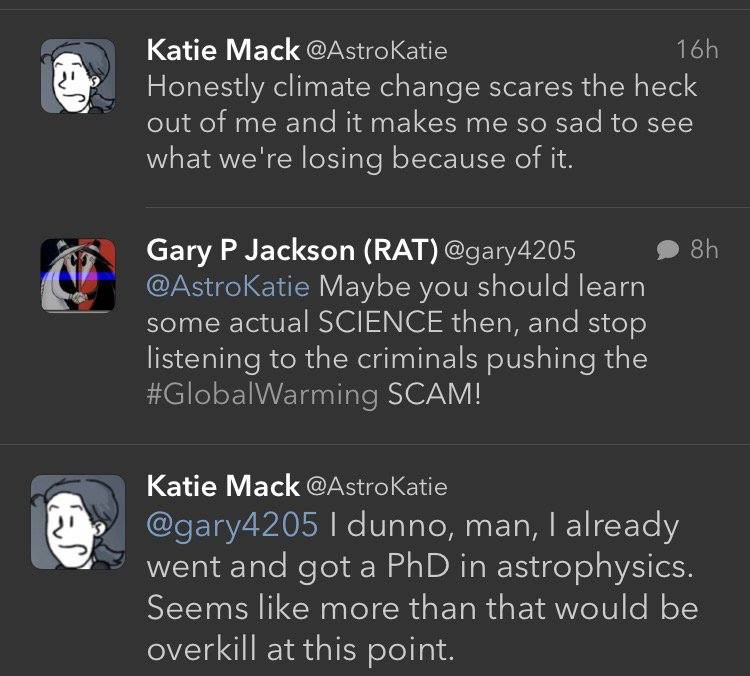 Katie Mack @AstroKatie 16h
Honestly climate change scares the heck
out of me and it makes me so sad to see
what we're losing because of it.
Gary P Jackson (RAT) @gary4205 8h
@AstroKatie Maybe you should learn
some actual SCIENCE then, and stop
listening to the criminals pushing the
#GlobalWarming SCAM!
Katie Mack @AstroKatie
@gary4205 I dunno, man, I already
went and got a PhD in astrophysics.
Seems like more than that would be
overkill at this point.